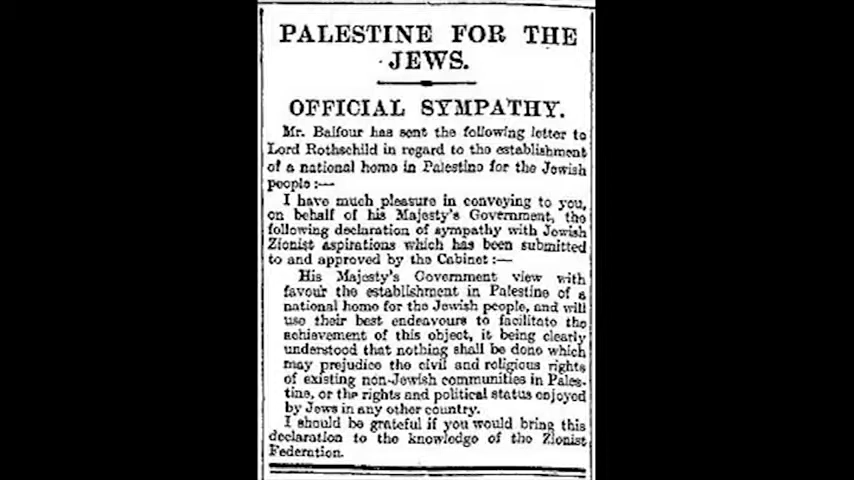 PALESTINE FOR THE
JEWS.
OFFICIAL SYMPATHY.
Mr. Balfour has sent the following letter to
Lord Rothschild in regard to the establishment
of a national home in Palestine for the Jewish
people :—
I have much pleasure in conveying to you,
on behalf of his Majesty's Government, the
following declaration of sympathy with Jewish
Zionist aspirations which has been submitted
to and approved by the Cabinet :—
His Majesty's Government view with
favour the establishment in Palestine of a
national home for the Jewish people, and will
use their best endeavours to facilitate the
achievement of this object, it being clearly
understood that nothing shall be done which
may prejudice the civil and religious rights
of existing non-Jewish communities in Pales-
tine, or the rights and political status enjoyed
by Jews in any other country.
I should be grateful if you would bring this
declaration to the knowledge of the Zionist
Federation.